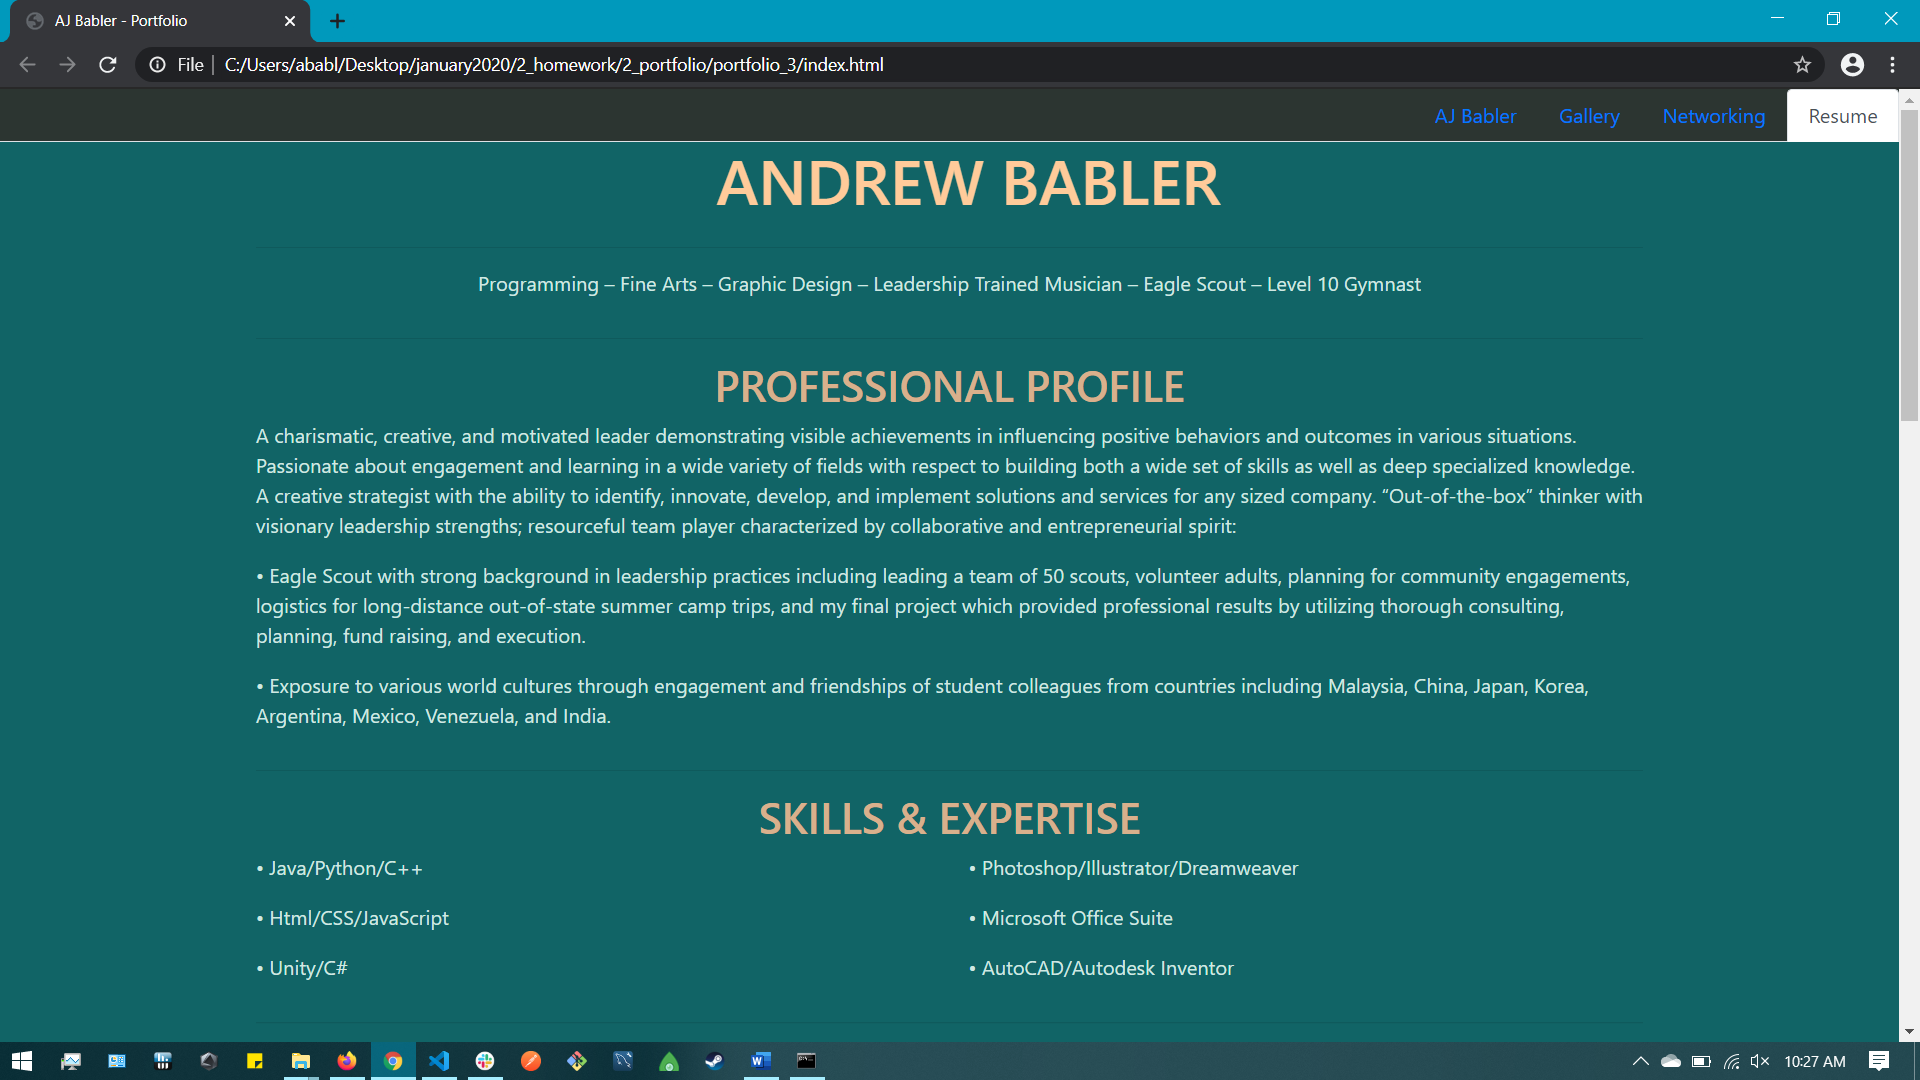 AJ Babler - Portfolio
File | C:/Users/ababl/Desktop/january2020/2_homework/2_portfolio/portfolio_3/index.html
AJ Babler Gallery Networking Resume
ANDREW BABLER
Programming – Fine Arts – Graphic Design – Leadership Trained Musician – Eagle Scout – Level 10 Gymnast
PROFESSIONAL PROFILE
A charismatic, creative, and motivated leader demonstrating visible achievements in influencing positive behaviors and outcomes in various situations.
Passionate about engagement and learning in a wide variety of fields with respect to building both a wide set of skills as well as deep specialized knowledge.
A creative strategist with the ability to identify, innovate, develop, and implement solutions and services for any sized company. “Out-of-the-box” thinker with
visionary leadership strengths; resourceful team player characterized by collaborative and entrepreneurial spirit:
• Eagle Scout with strong background in leadership practices including leading a team of 50 scouts, volunteer adults, planning for community engagements,
logistics for long-distance out-of-state summer camp trips, and my final project which provided professional results by utilizing thorough consulting,
planning, fund raising, and execution.
• Exposure to various world cultures through engagement and friendships of student colleagues from countries including Malaysia, China, Japan, Korea,
Argentina, Mexico, Venezuela, and India.
SKILLS & EXPERTISE
• Java/Python/C++
• Html/CSS/JavaScript
• Unity/C#
• Photoshop/Illustrator/Dreamweaver
• Microsoft Office Suite
• AutoCAD/Autodesk Inventor
10:27 AM